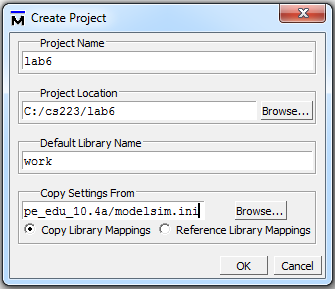 Create Project
Project Name
lab6
Project Location
C:/cs223/lab6 Browse...
Default Library Name
work
Copy Settings From
pe_edu_10.4a/modelsim.ini Browse...
Copy Library Mappings Reference Library Mappings
OK Cancel